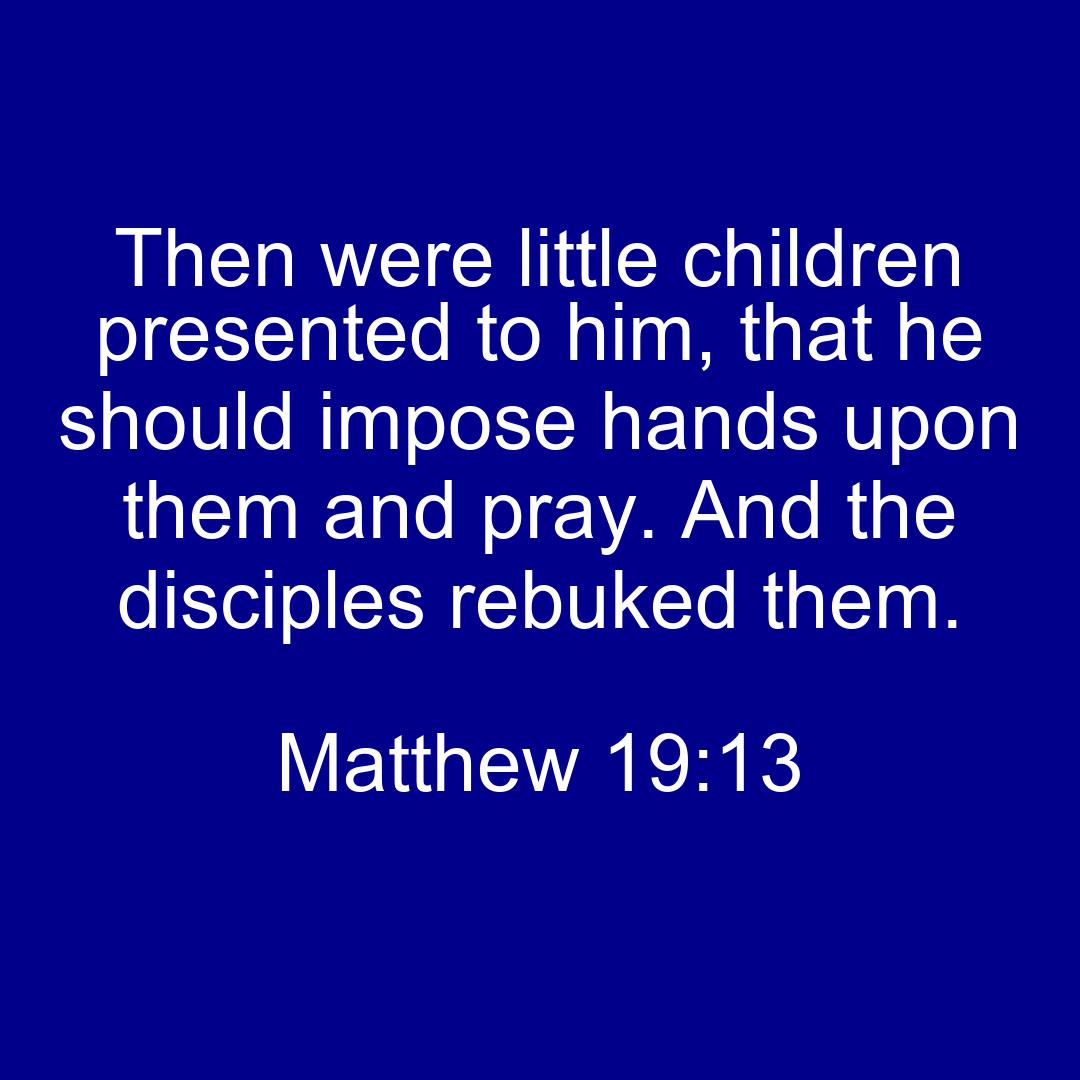 Then were little children
presented to him, that he
should impose hands upon
them and pray. And the
disciples rebuked them.
Matthew 19:13